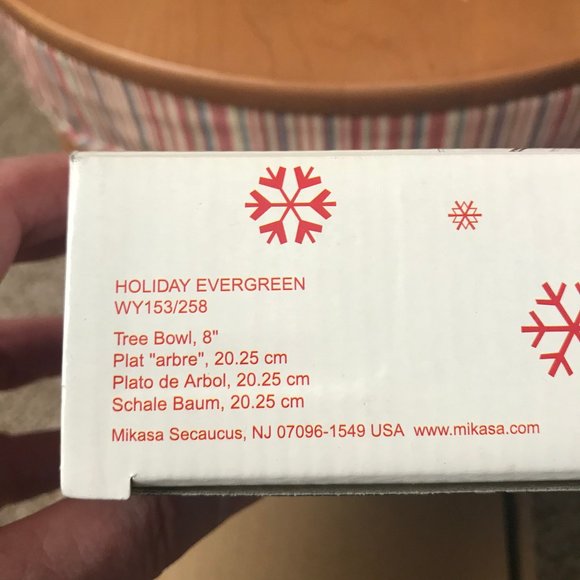 HOLIDAY EVERGREEN
WY153/258
Tree Bowl, 8"
Plat "arbre", 20.25 cm
Plato de Arbol, 20.25 cm
Schale Baum, 20.25 cm
Mikasa Secaucus, NJ 07096-1549 USA www.mikasa.com